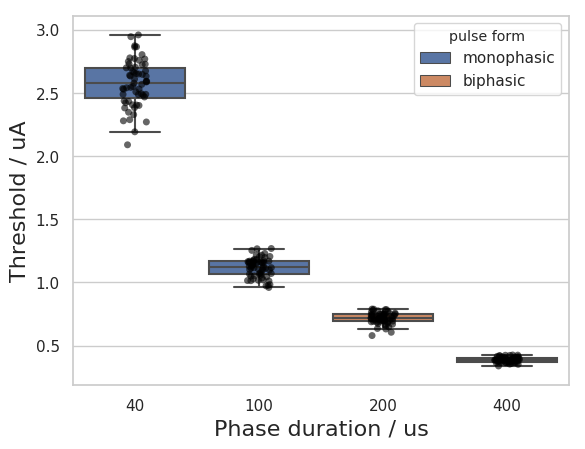 pulse form
monophasic
biphasic
3.0
2.5
2.0
1.5
1.0
0.5
Threshold / uA
40 100 200 400
Phase duration / us